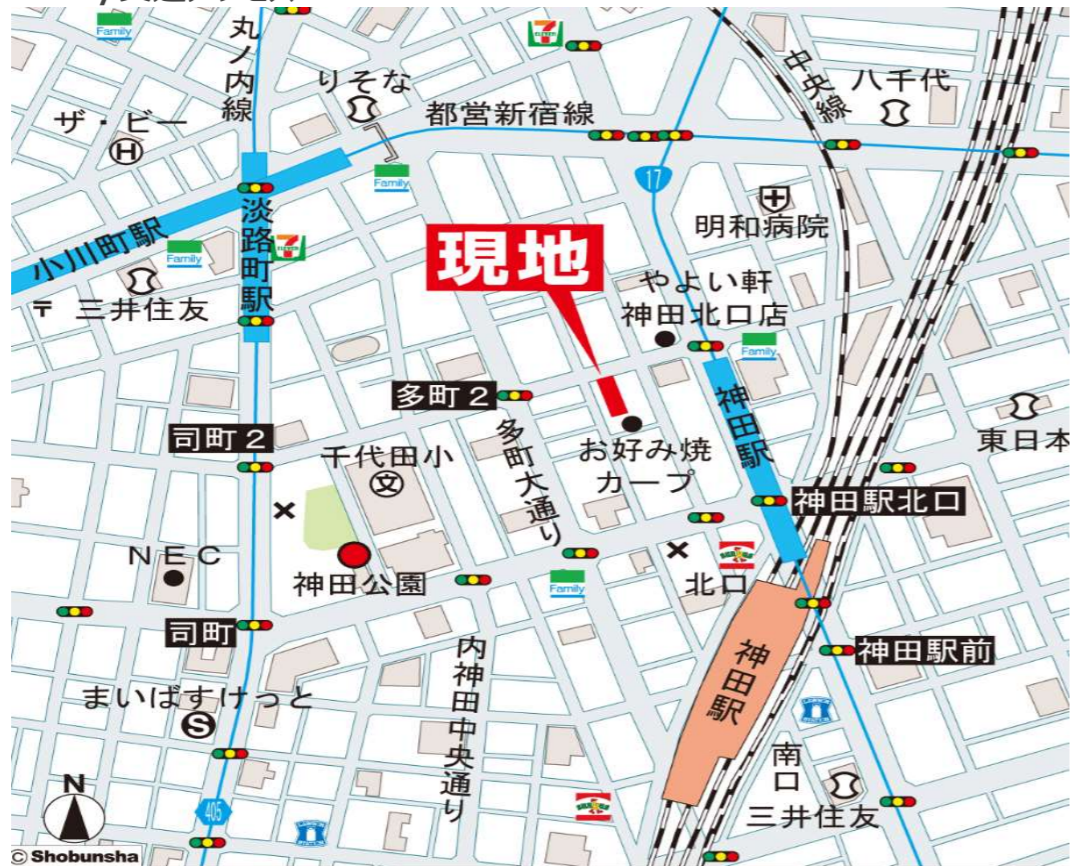 Family
丸ノ内線
ELEVEN
りそな
中央線
八千代
ザ・ビー
H
都営新宿線
Family
17
明和病院
小川町駅
淡路町駅
Family
現地
やよい軒
神田北口店
〒 三井住友
Family
多町2
神田駅
司町2
千代田小
文
多町大通り
お好み焼
カープ
東日本
神田駅北口
NEC
神田公園
Family
北口
司町
神田駅前
内神田中央通り
神田駅
まいばすけっと
S
南口
三井住友
N
405
© Shobunsha